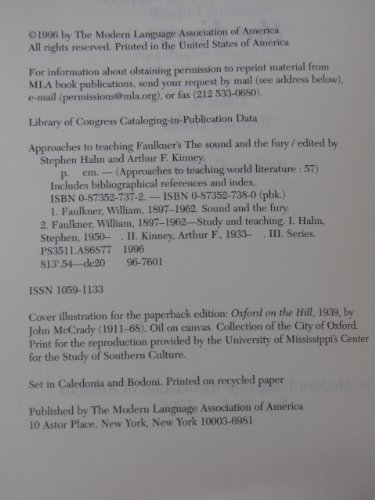 ©1996 by The Modern Language Association of America
All rights reserved. Printed in the United States of America
For information about obtaining permission to reprint material from
MLA book publications, send your request by mail (see address below),
e-mail (permissions@mla.org), or fax (212 533-0680).
Library of Congress Cataloging-in-Publication Data
Approaches to teaching Faulkner's The sound and the fury / edited by
Stephen Hahn and Arthur F. Kinney.
p. cm. — (Approaches to teaching world literature : 57)
Includes bibliographical references and index.
ISBN 0-87352-737-2. — ISBN 0-87352-738-0 (pbk.)
1. Faulkner, William, 1897–1962. Sound and the fury.
2. Faulkner, William, 1897–1962—Study and teaching. I. Hahn,
Stephen, 1950– . II. Kinney, Arthur F., 1933– . III. Series.
PS3511.A86S77 1996
813'.54—dc20 96-7601
ISSN 1059-1133
Cover illustration for the paperback edition: Oxford on the Hill, 1939, by
John McCrady (1911–68). Oil on canvas. Collection of the City of Oxford.
Print for the reproduction provided by the University of Mississippi's Center
for the Study of Southern Culture.
Set in Caledonia and Bodoni. Printed on recycled paper
Published by The Modern Language Association of America
10 Astor Place, New York, New York 10003-6981